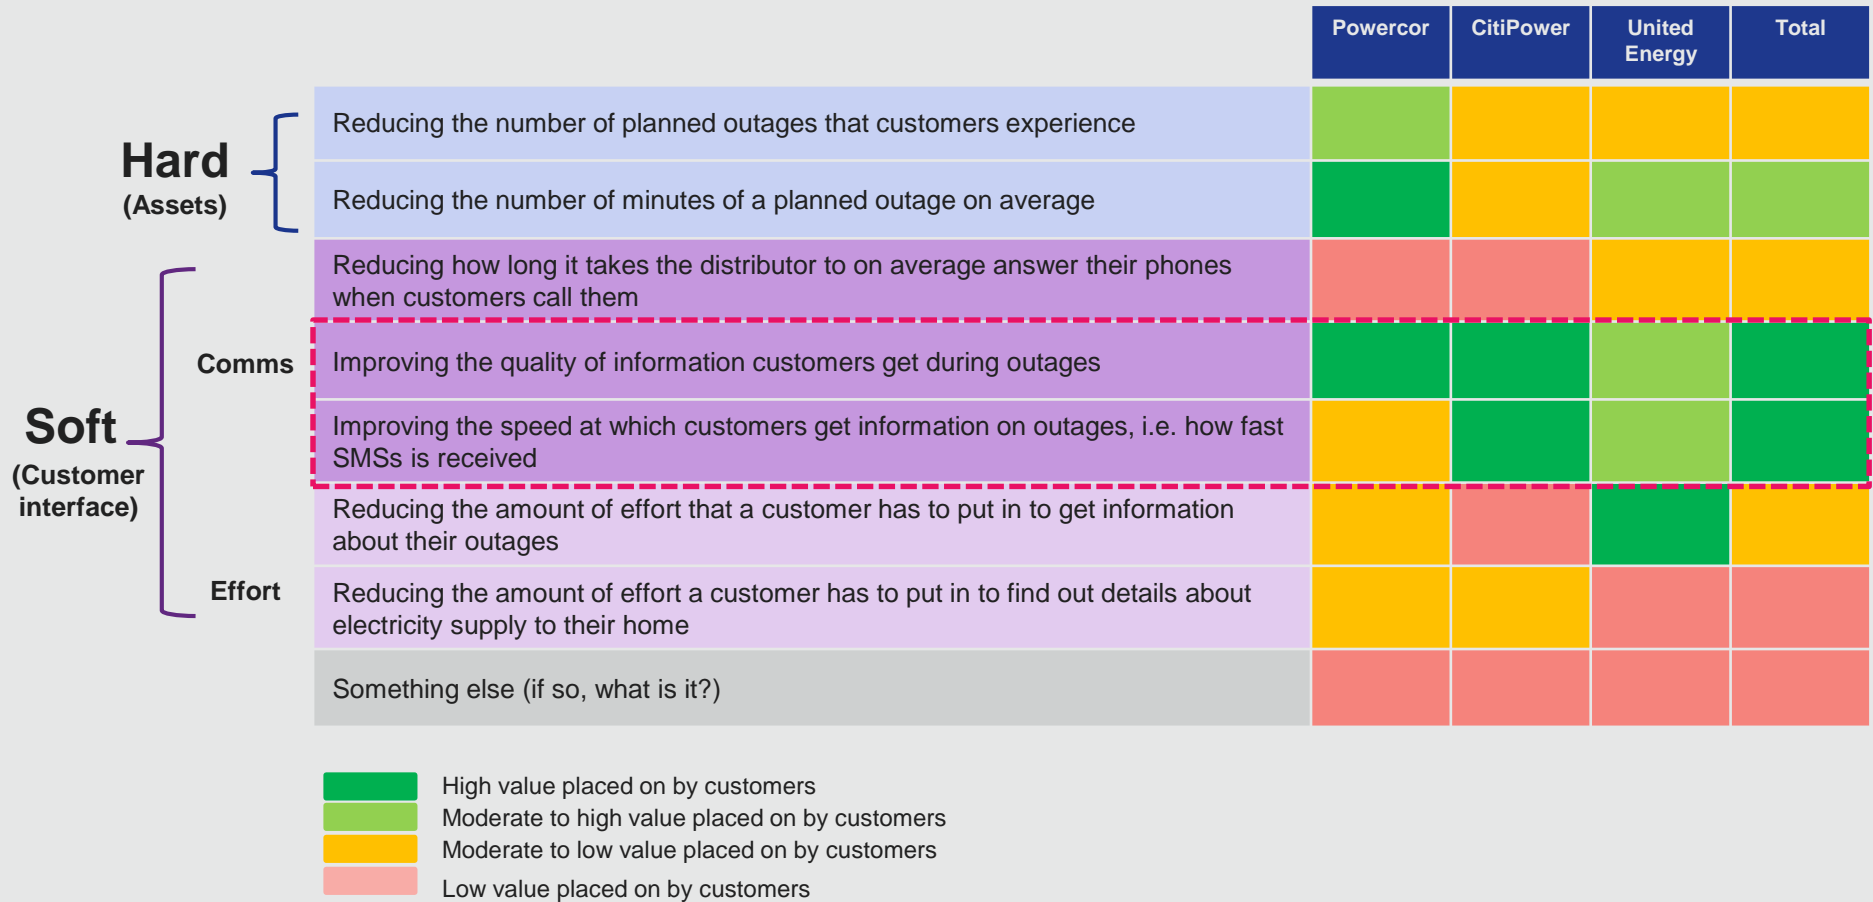 Powercor
CitiPower
United
Energy
Total
Hard
(Assets)
Reducing the number of planned outages that customers experience
Reducing the number of minutes of a planned outage on average
Soft
(Customer
interface)
Comms
Reducing how long it takes the distributor to on average answer their phones
when customers call them
Improving the quality of information customers get during outages
Improving the speed at which customers get information on outages, i.e. how fast
SMSs is received
Effort
Reducing the amount of effort that a customer has to put in to get information
about their outages
Reducing the amount of effort a customer has to put in to find out details about
electricity supply to their home
Something else (if so, what is it?)
High value placed on by customers
Moderate to high value placed on by customers
Moderate to low value placed on by customers
Low value placed on by customers